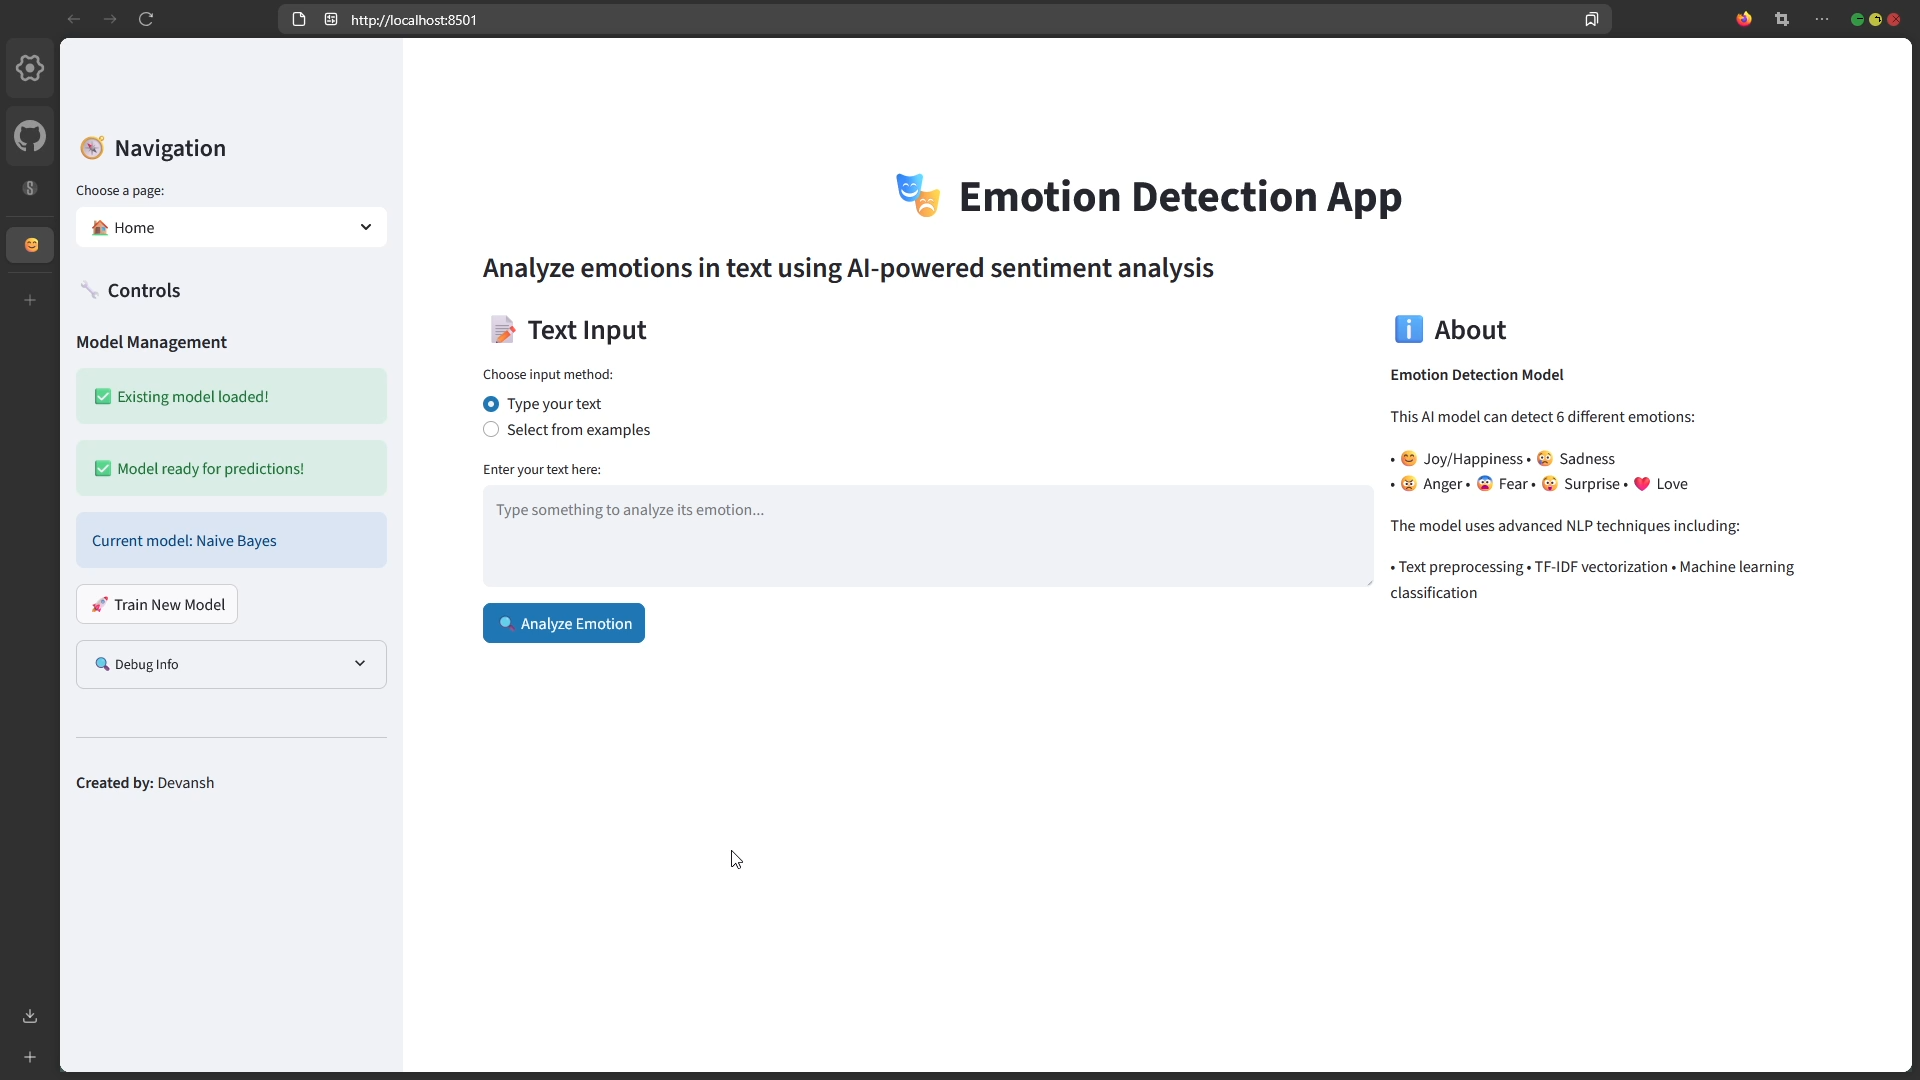 http://localhost:8501
Navigation
Choose a page:
Home
Controls
Model Management
Existing model loaded!
Model ready for predictions!
Current model: Naive Bayes
Train New Model
Debug Info
Created by: Devansh
Emotion Detection App
Analyze emotions in text using AI-powered sentiment analysis
Text Input
Choose input method:
Type your text
Select from examples
Enter your text here:
Type something to analyze its emotion...
Analyze Emotion
About
Emotion Detection Model
This AI model can detect 6 different emotions:
• 😊 Joy/Happiness • 😢 Sadness
• 😠 Anger • 😨 Fear • 😲 Surprise • ❤️ Love
The model uses advanced NLP techniques including:
• Text preprocessing • TF-IDF vectorization • Machine learning
classification